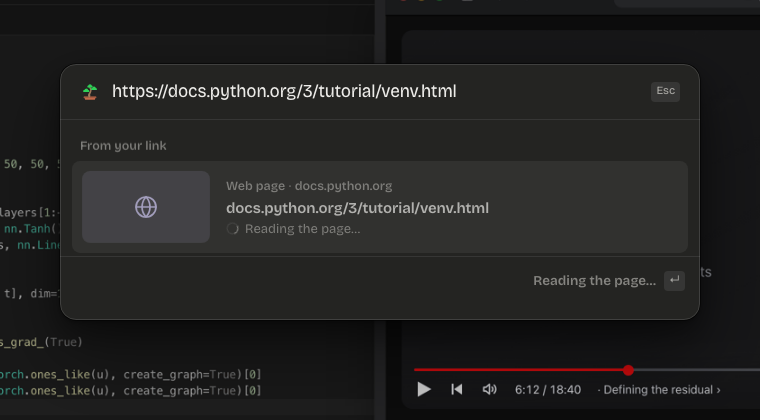 https://docs.python.org/3/tutorial/venv.html
Esc
From your link
Web page · docs.python.org
docs.python.org/3/tutorial/venv.html
Reading the page...
Reading the page...
50, 50,
layers[1:
nn.Tanh(
s, nn.Lin
t], dim=
s_grad_(True)
orch.ones_like(u), create_graph=True)[0]
orch.ones_like(u), create_graph=True)[0]
ts
6:12 / 18:40 · Defining the residual ›